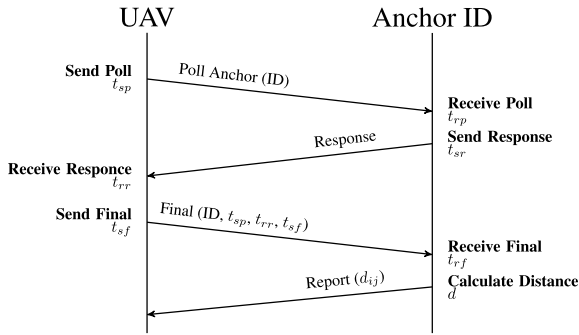 UAV
Anchor ID
Send Poll
t_sp
Poll Anchor (ID)
Receive Poll
t_rp
Response
Send Response
t_sr
Receive Responce
t_rr
Send Final
t_sf
Final (ID, t_sp, t_rr, t_sf)
Receive Final
t_rf
Report (d_ij)
Calculate Distance
d